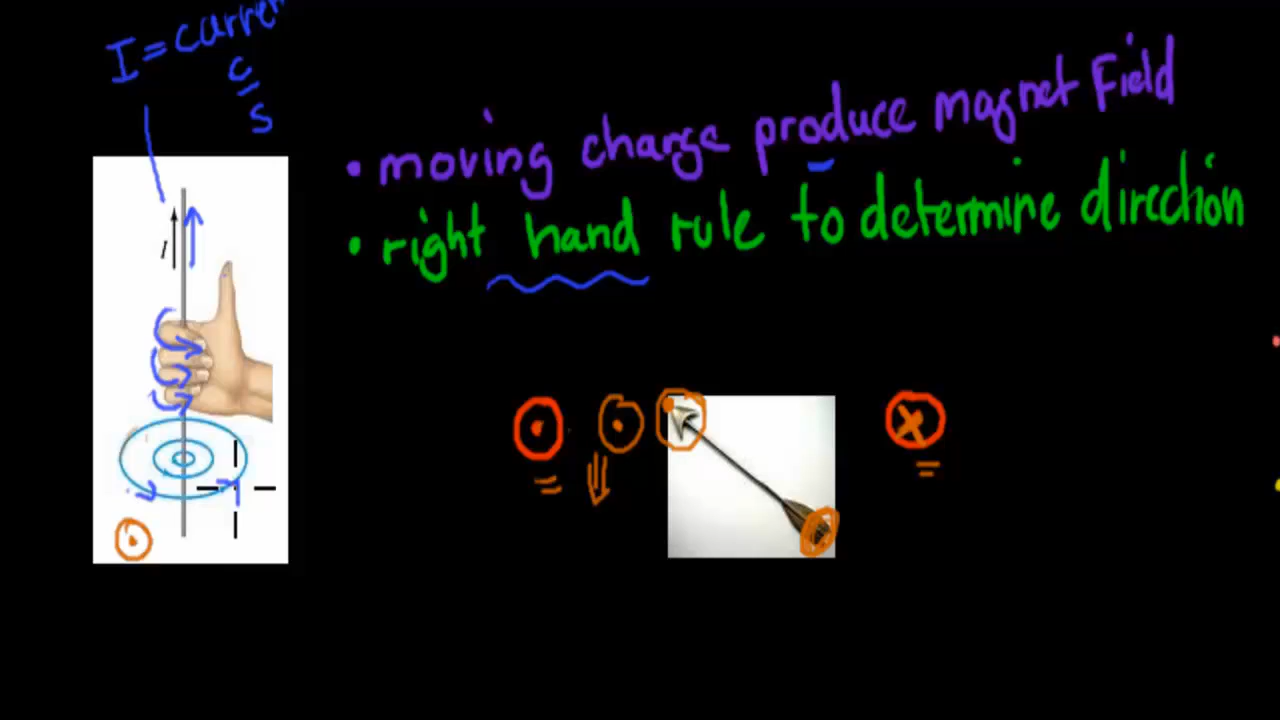 I = curren
C
S
• moving charge produce magnet Field
• right hand rule to determine direction
I